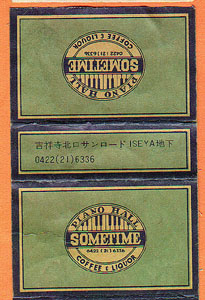 COFFEE & LIQUOR
0422(21)6336
SOMETIME
PIANO HALL
吉祥寺北口サンロードISEYA地下
0422(21)6336
PIANO HALL
SOMETIME
0422(21)6336
COFFEE & LIQUOR